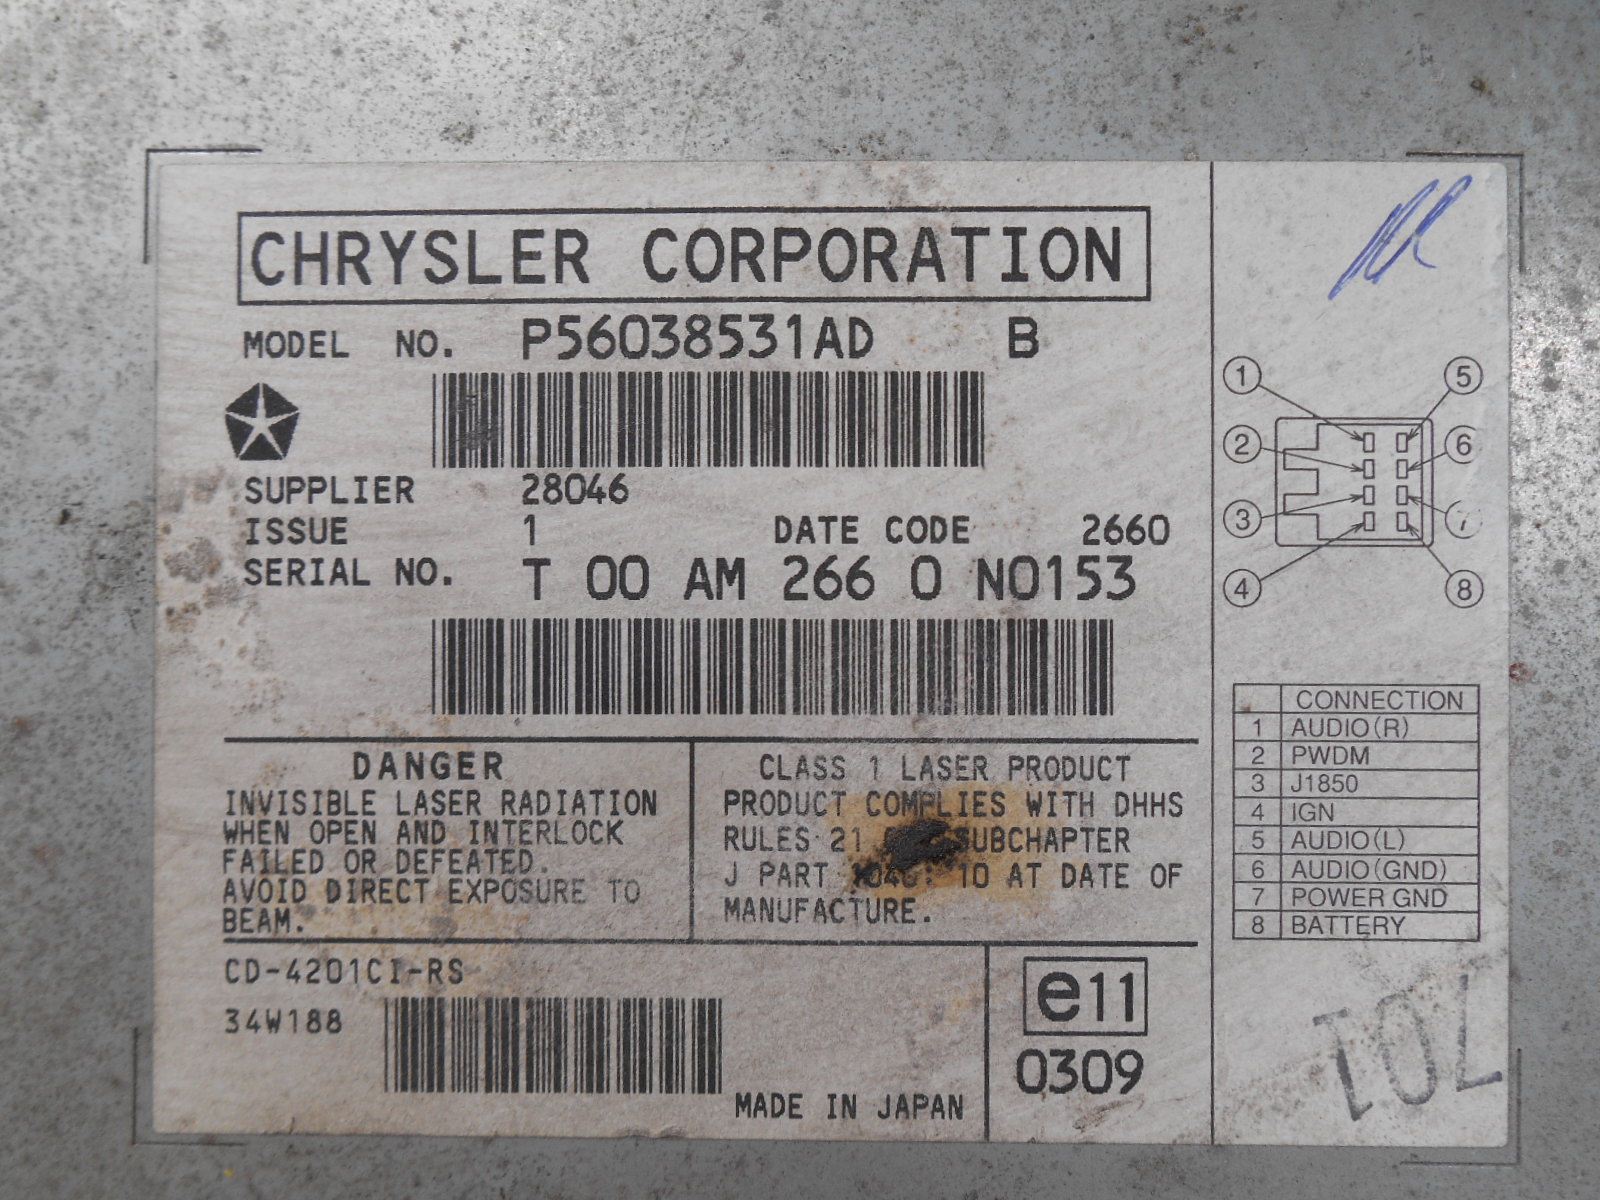 CHRYSLER CORPORATION
MODEL NO. P56038531AD B
SUPPLIER 28046
ISSUE 1 DATE CODE 2660
SERIAL NO. T 00 AM 266 0 N0153
DANGER
INVISIBLE LASER RADIATION
WHEN OPEN AND INTERLOCK
FAILED OR DEFEATED.
AVOID DIRECT EXPOSURE TO
BEAM.
CLASS 1 LASER PRODUCT
PRODUCT COMPLIES WITH DHHS
RULES 21 SUBCHAPTER
J PART 1040.10 AT DATE OF
MANUFACTURE.
CD-4201CI-RS
34W188
MADE IN JAPAN
e11
0309
1 5
2 6
3 7
4 8
CONNECTION
1 AUDIO(R)
2 PWDM
3 J1850
4 IGN
5 AUDIO(L)
6 AUDIO(GND)
7 POWER GND
8 BATTERY